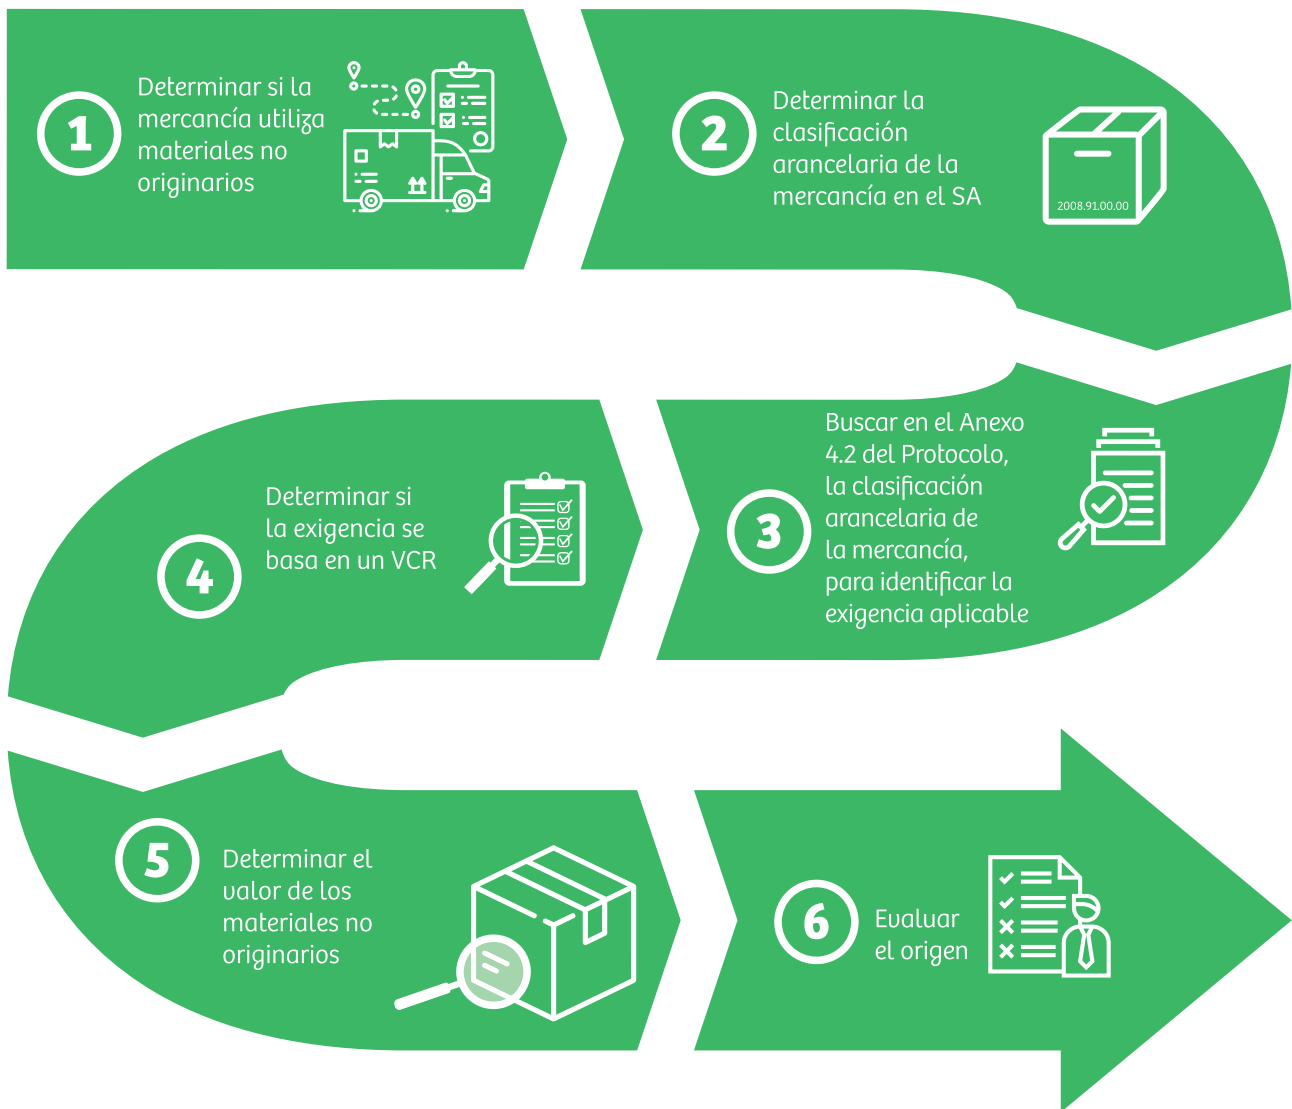 1
Determinar si la
mercancía utiliza
materiales no
originarios
2
Determinar la
clasificación
arancelaria de la
mercancía en el SA
2008.91.00.00
3
Buscar en el Anexo
4.2 del Protocolo,
la clasificación
arancelaria de
la mercancía,
para identificar la
exigencia aplicable
4
Determinar si
la exigencia se
basa en un VCR
5
Determinar el
valor de los
materiales no
originarios
6
Evaluar
el origen